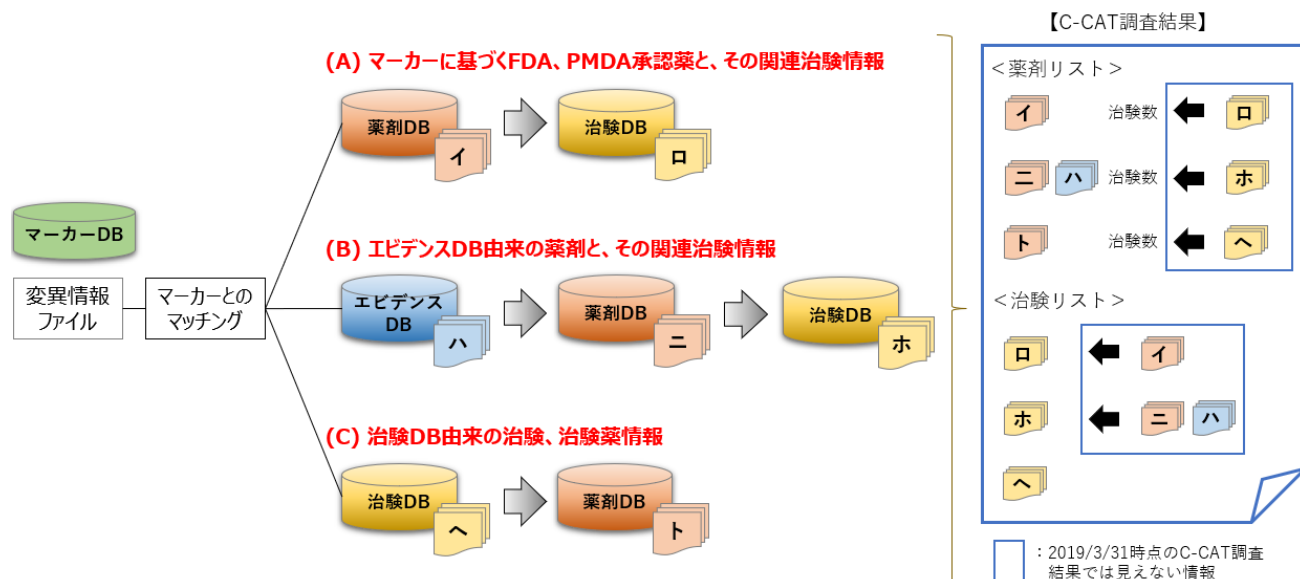 マーカーDB
変異情報
ファイル
マーカーとの
マッチング
(A) マーカーに基づくFDA、PMDA承認薬と、その関連治験情報
薬剤DB
イ
治験DB
ロ
(B) エビデンスDB由来の薬剤と、その関連治験情報
エビデンス
DB
ハ
薬剤DB
ニ
治験DB
ホ
(C) 治験DB由来の治験、治験薬情報
治験DB
ヘ
薬剤DB
ト
【C-CAT調査結果】
＜薬剤リスト＞
イ 治験数 ロ
ニ ハ 治験数 ホ
ト 治験数 ヘ
＜治験リスト＞
ロ イ
ホ ニ ハ
ヘ
：2019/3/31時点のC-CAT調査
結果では見えない情報